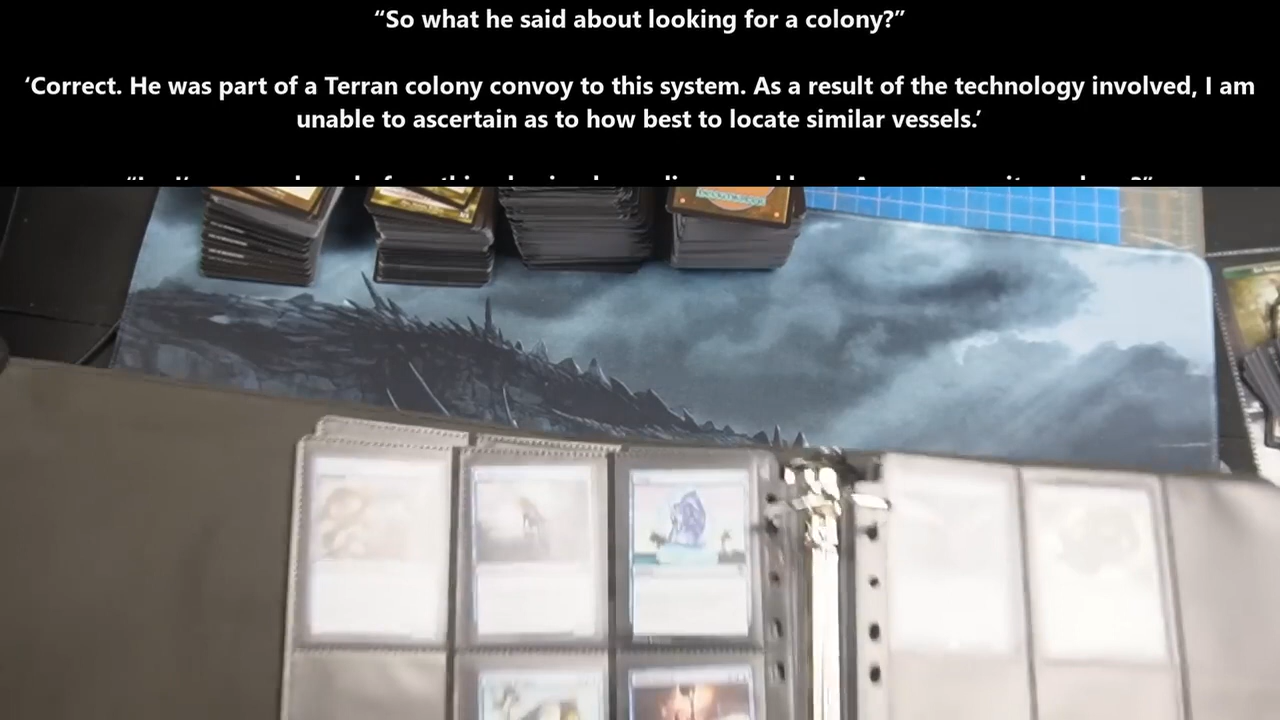 “So what he said about looking for a colony?”
‘Correct. He was part of a Terran colony convoy to this system. As a result of the technology involved, I am
unable to ascertain as to how best to locate similar vessels.’